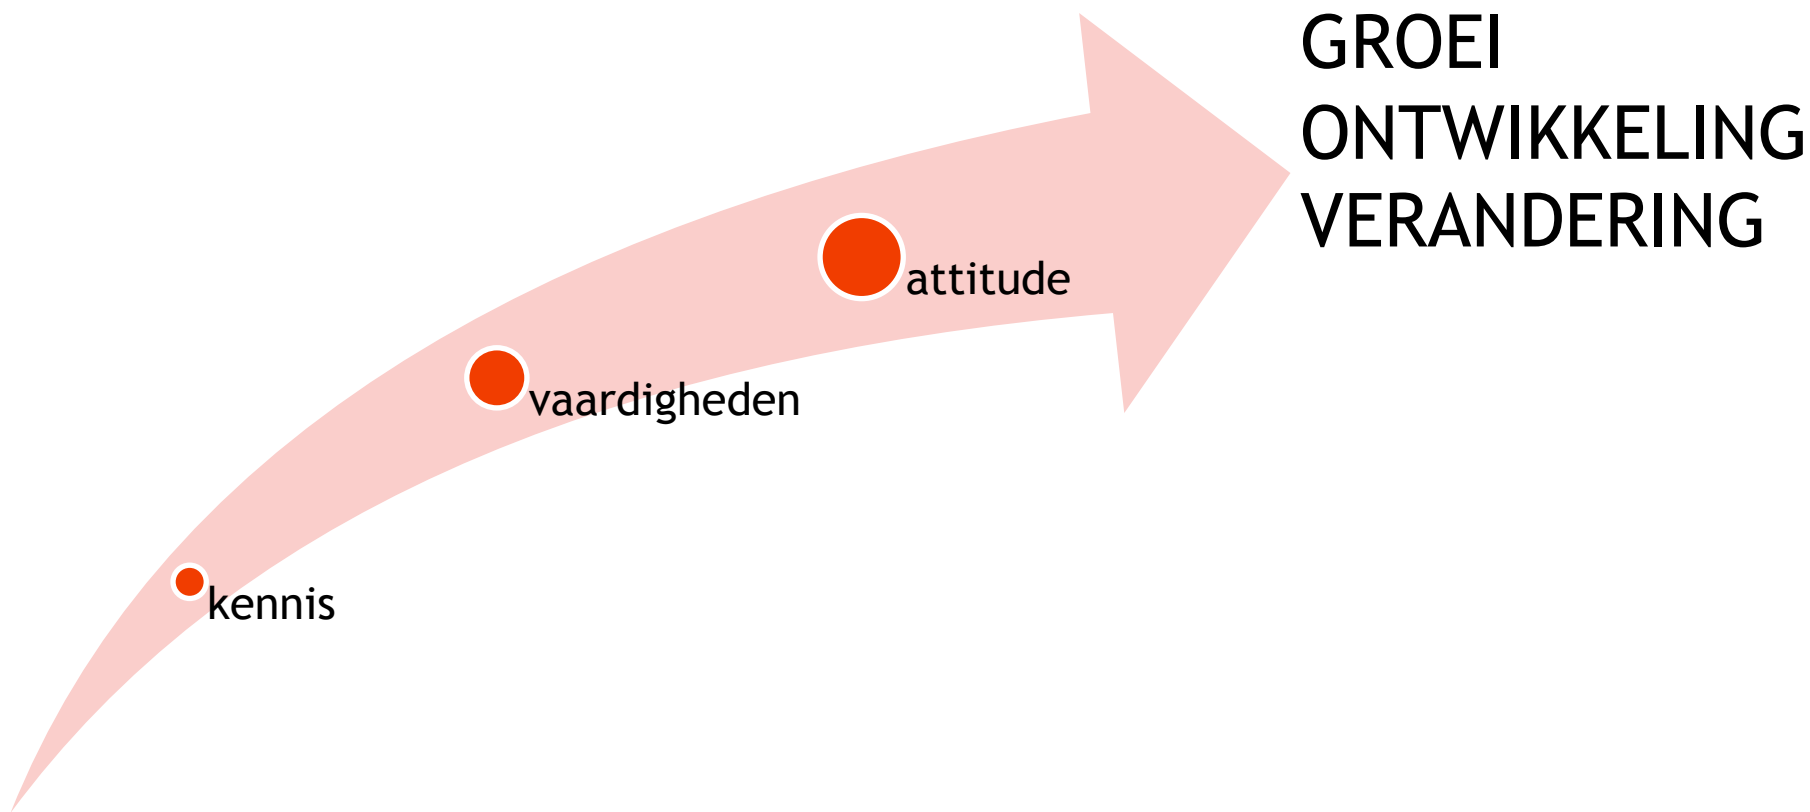 GROEI
ONTWIKKELING
VERANDERING
attitude
vaardigheden
kennis